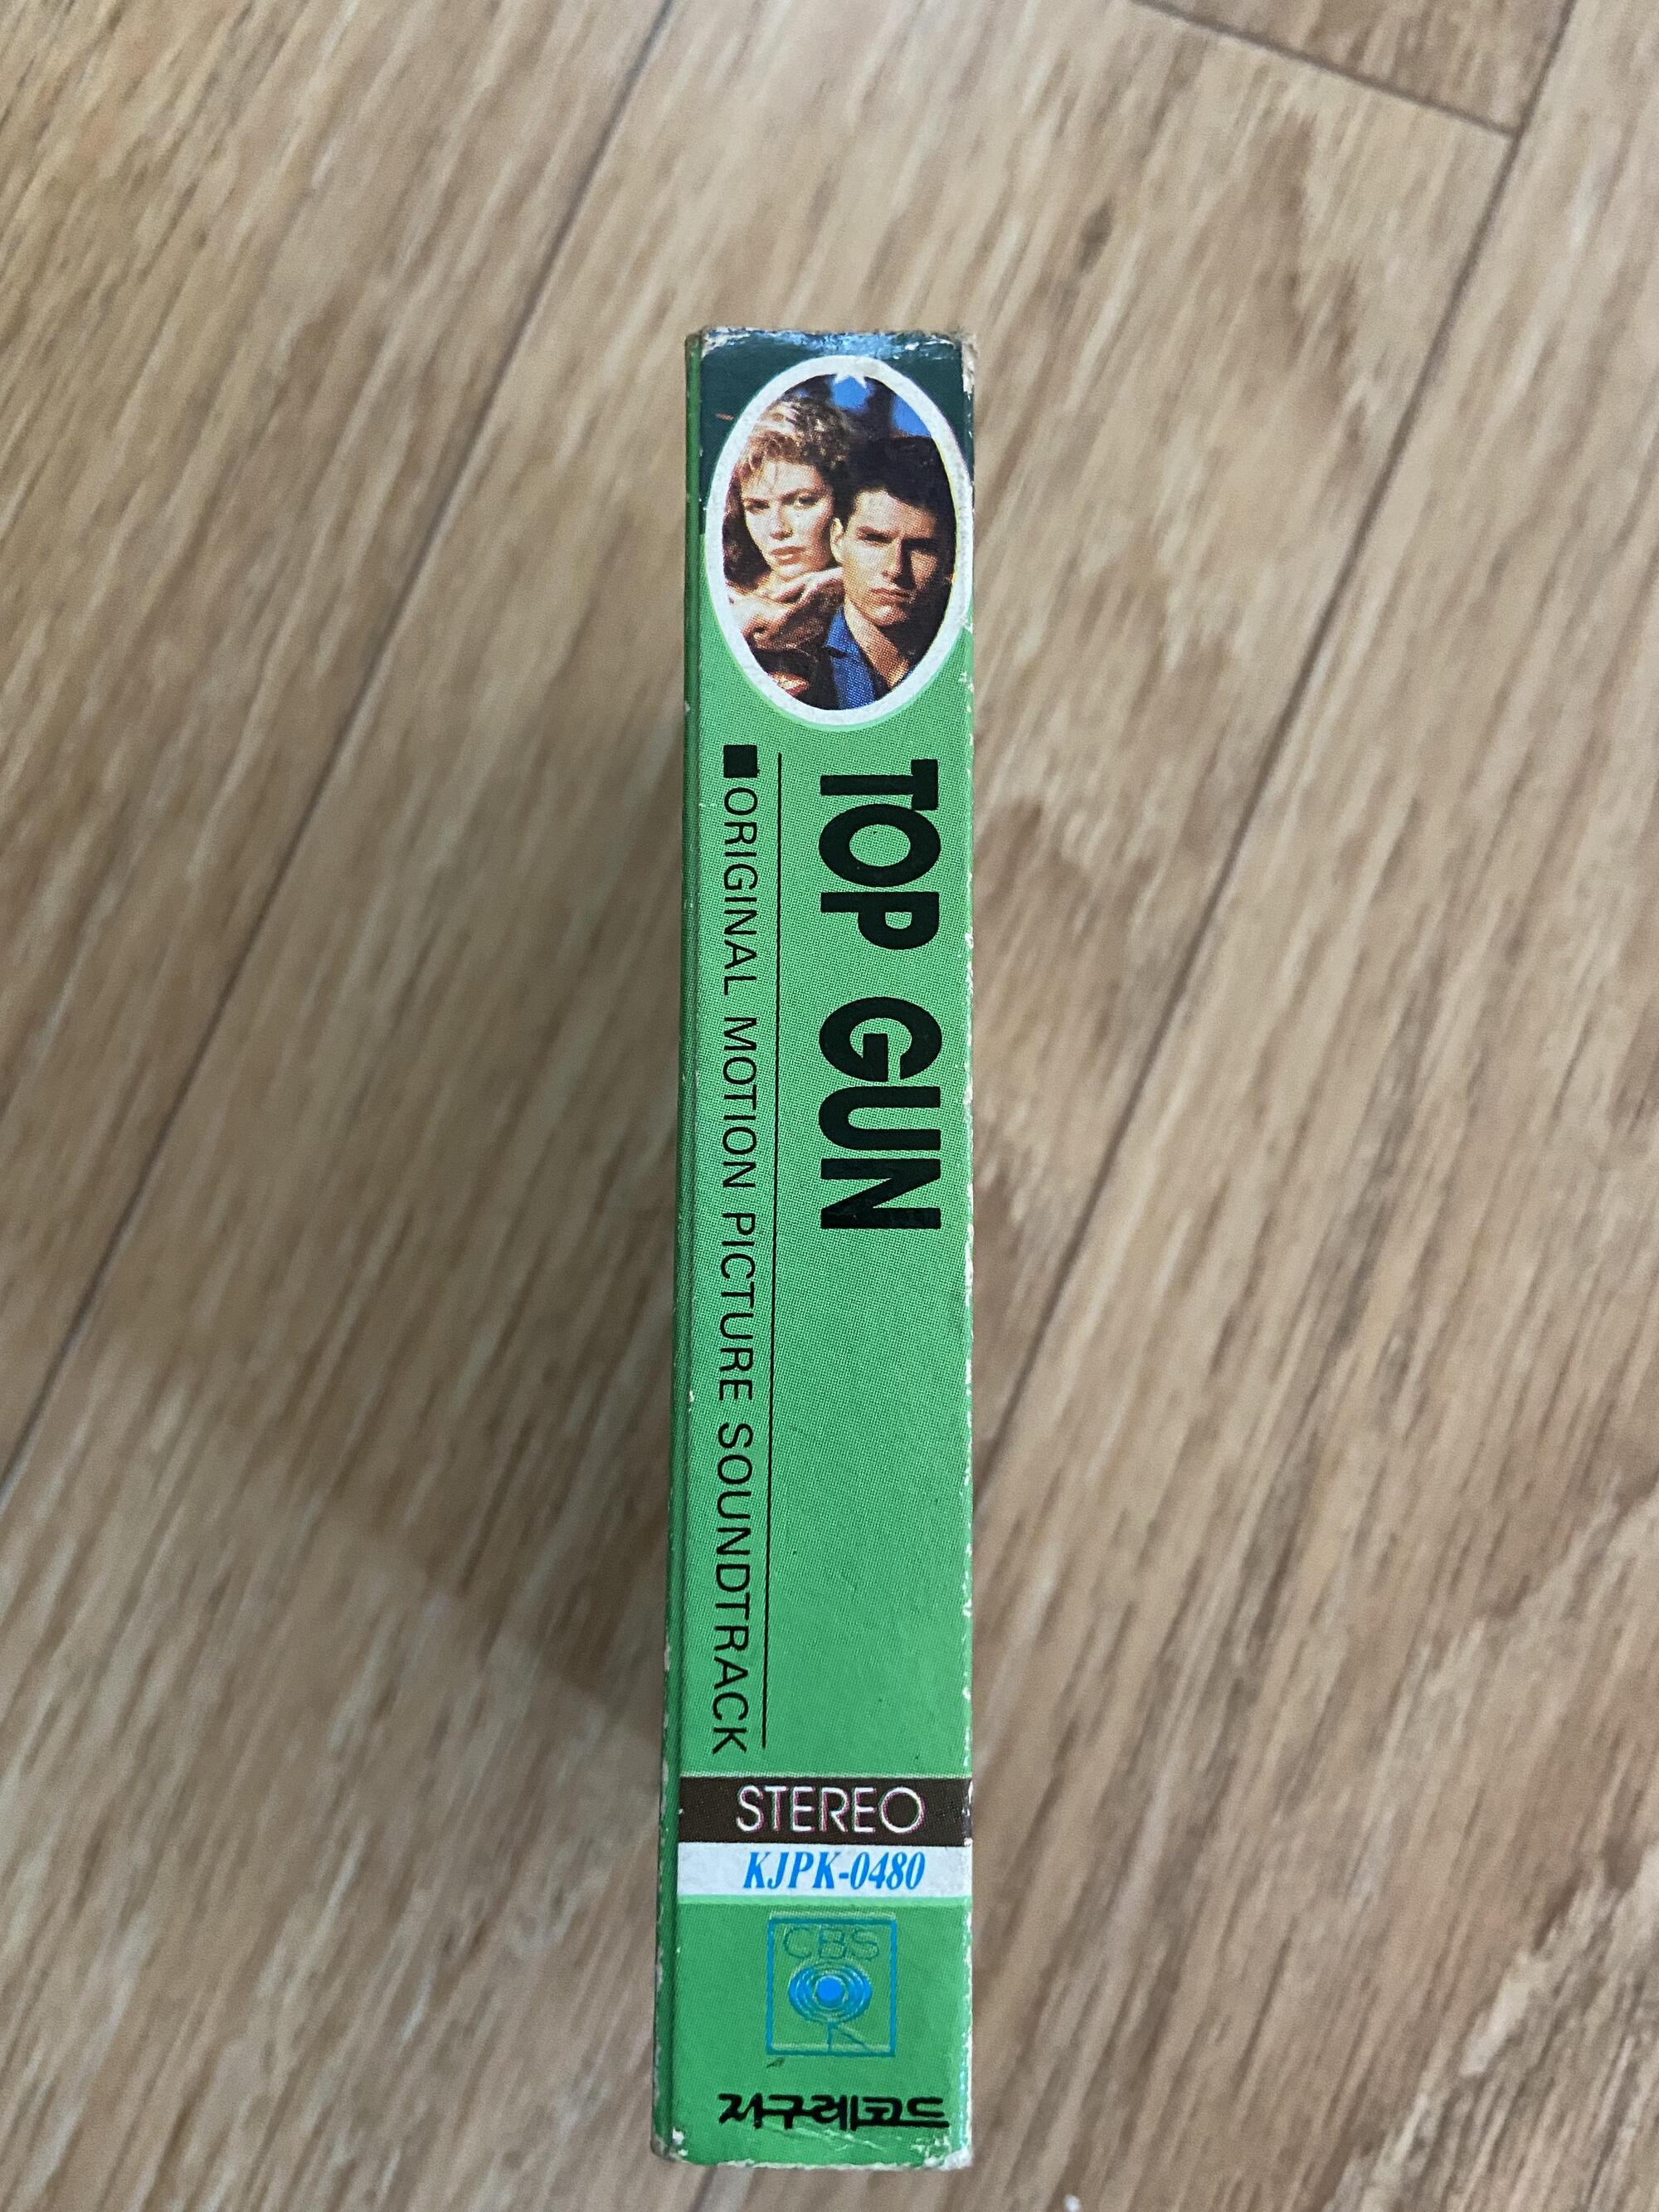 TOP GUN
■ORIGINAL MOTION PICTURE SOUNDTRACK
STEREO
KJPK-0480
CBS
지구레코드